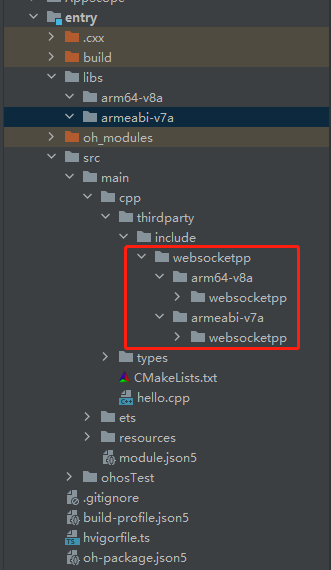 AppScope
entry
.cxx
build
libs
arm64-v8a
armeabi-v7a
oh_modules
src
main
cpp
thirdparty
include
websocketpp
arm64-v8a
websocketpp
armeabi-v7a
websocketpp
types
CMakeLists.txt
hello.cpp
ets
resources
module.json5
ohosTest
.gitignore
build-profile.json5
hvigorfile.ts
oh-package.json5